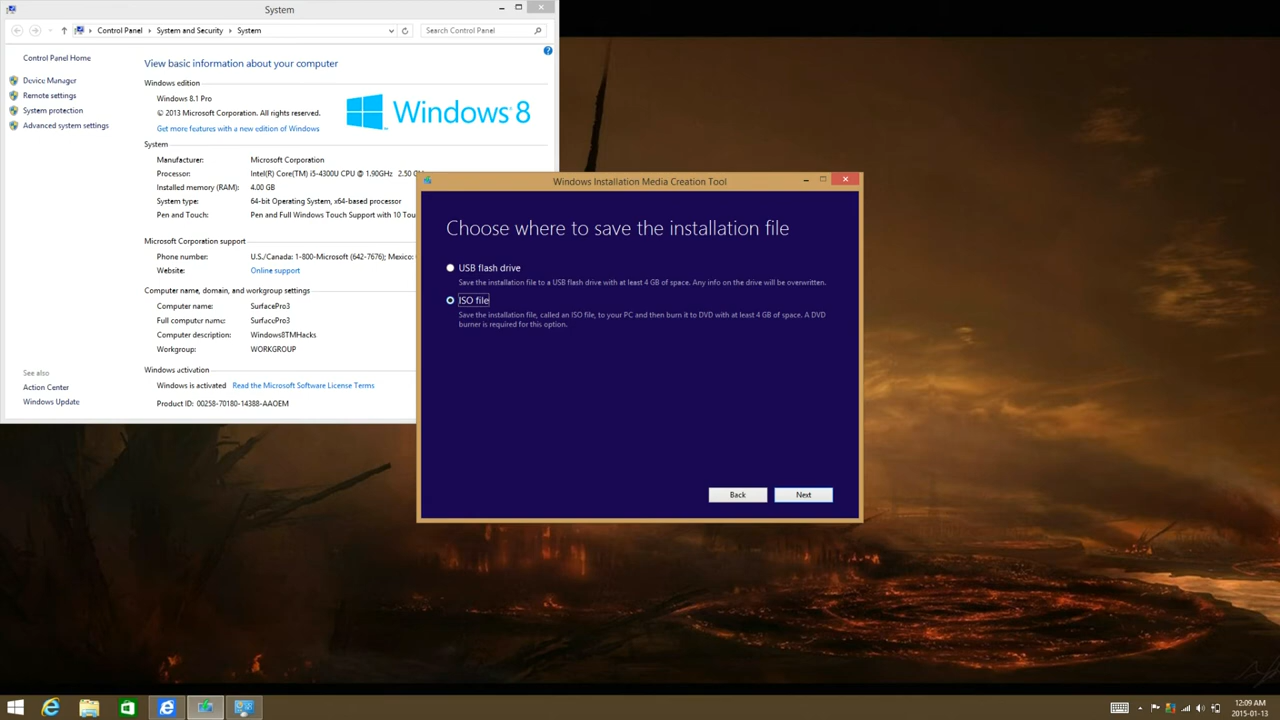 System
Control Panel
System and Security
System
Search Control Panel
Control Panel Home
Device Manager
Remote settings
System protection
Advanced system settings
See also
Action Center
Windows Update
View basic information about your computer
Windows edition
Windows 8.1 Pro
© 2013 Microsoft Corporation. All rights reserved.
Get more features with a new edition of Windows
Windows 8
System
Manufacturer: Microsoft Corporation
Processor: Intel(R) Core(TM) i5-4300U CPU @ 1.90GHz 2.50
Installed memory (RAM): 4.00 GB
System type: 64-bit Operating System, x64-based processor
Pen and Touch: Pen and Full Windows Touch Support with 10 Tou
Microsoft Corporation support
Phone number: U.S./Canada: 1-800-Microsoft (642-7676); Mexico:
Website: Online support
Computer name, domain, and workgroup settings
Computer name: SurfacePro3
Full computer name: SurfacePro3
Computer description: Windows8TMHacks
Workgroup: WORKGROUP
Windows activation
Windows is activated Read the Microsoft Software License Terms
Product ID: 00258-70180-14388-AAOEM
Windows Installation Media Creation Tool
Choose where to save the installation file
USB flash drive
Save the installation file to a USB flash drive with at least 4 GB of space. Any info on the drive will be overwritten.
ISO file
Save the installation file, called an ISO file, to your PC and then burn it to DVD with at least 4 GB of space. A DVD
burner is required for this option.
Back
Next
12:09 AM
2015-01-13